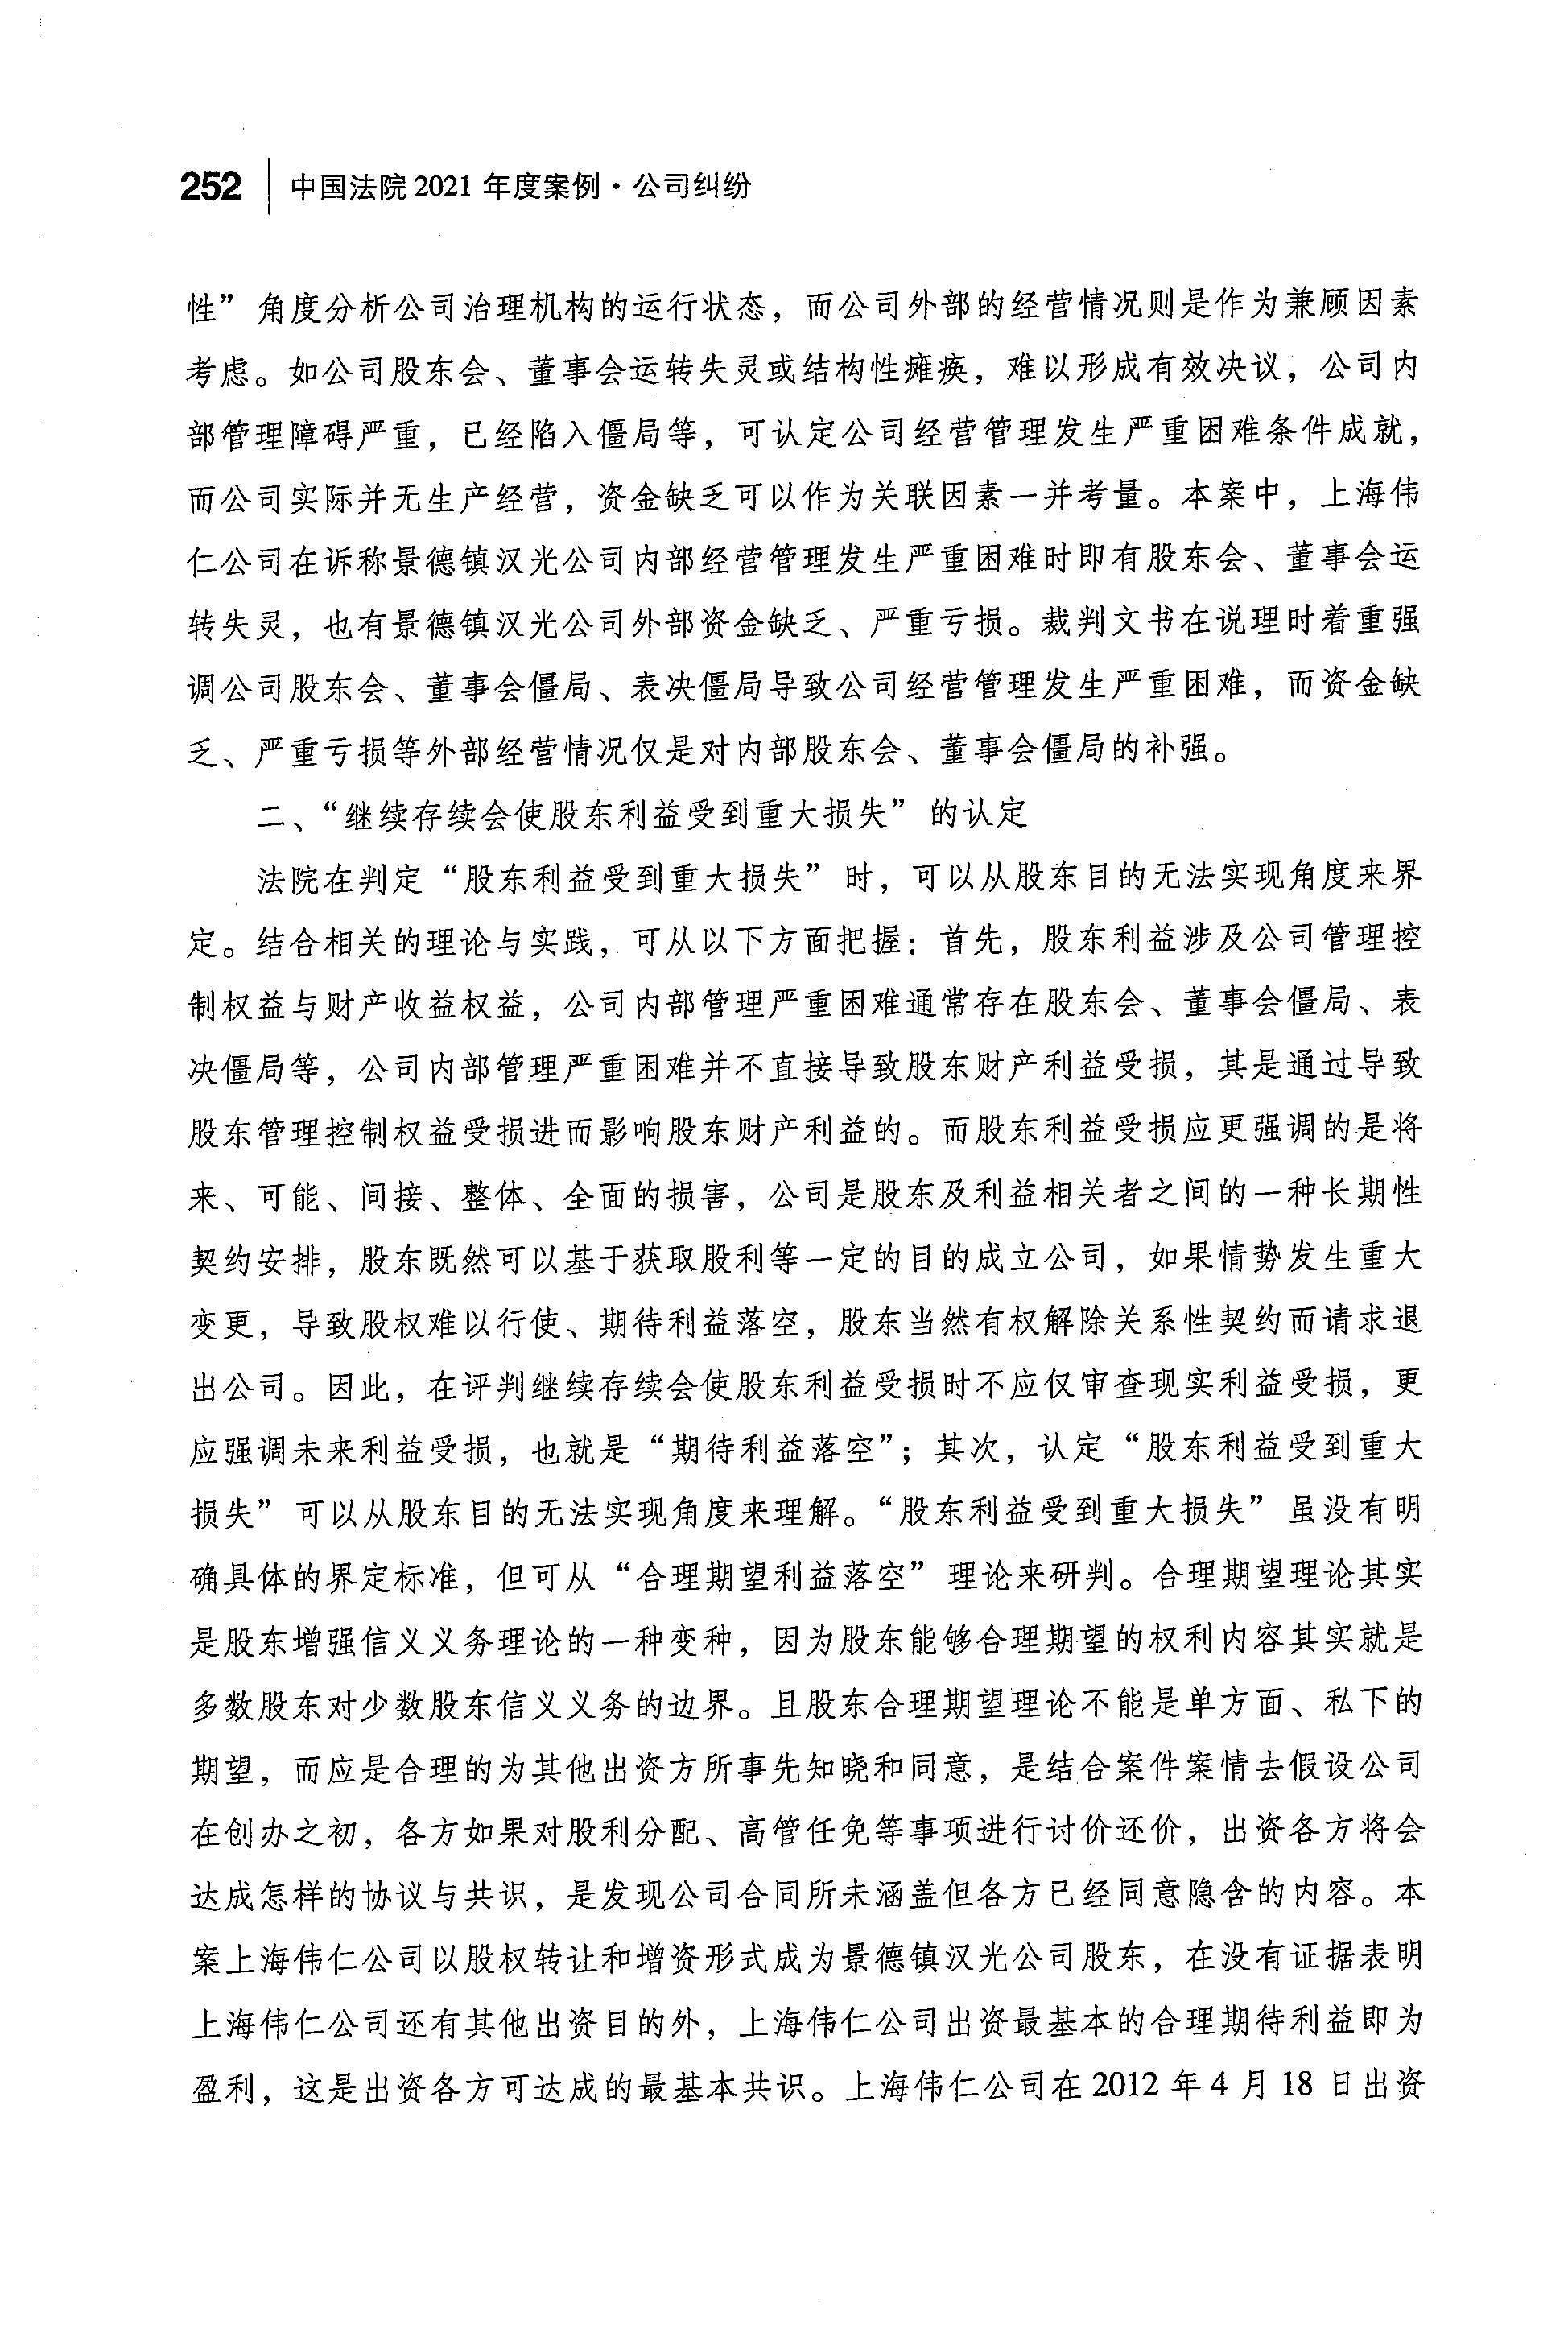 252 中国法院2021年度案例·公司纠纷
性”角度分析公司治理机构的运行状态，而公司外部的经营情况则是作为兼顾因素
考虑。如公司股东会、董事会运转失灵或结构性瘫痪，难以形成有效决议，公司内
部管理障碍严重，已经陷入僵局等，可认定公司经营管理发生严重困难条件成就，
而公司实际并无生产经营，资金缺乏可以作为关联因素一并考量。本案中，上海伟
仁公司在诉称景德镇汉光公司内部经营管理发生严重困难时即有股东会、董事会运
转失灵，也有景德镇汉光公司外部资金缺乏、严重亏损。裁判文书在说理时着重强
调公司股东会、董事会僵局、表决僵局导致公司经营管理发生严重困难，而资金缺
乏、严重亏损等外部经营情况仅是对内部股东会、董事会僵局的补强。
二、“继续存续会使股东利益受到重大损失”的认定
法院在判定“股东利益受到重大损失”时，可以从股东目的无法实现角度来界
定。结合相关的理论与实践，可从以下方面把握：首先，股东利益涉及公司管理控
制权益与财产收益权益，公司内部管理严重困难通常存在股东会、董事会僵局、表
决僵局等，公司内部管理严重困难并不直接导致股东财产利益受损，其是通过导致
股东管理控制权益受损进而影响股东财产利益的。而股东利益受损应更强调的是将
来、可能、间接、整体、全面的损害，公司是股东及利益相关者之间的一种长期性
契约安排，股东既然可以基于获取股利等一定的目的成立公司，如果情势发生重大
变更，导致股权难以行使、期待利益落空，股东当然有权解除关系性契约而请求退
出公司。因此，在评判继续存续会使股东利益受损时不应仅审查现实利益受损，更
应强调未来利益受损，也就是“期待利益落空”；其次，认定“股东利益受到重大
损失”可以从股东目的无法实现角度来理解。“股东利益受到重大损失”虽没有明
确具体的界定标准，但可从“合理期望利益落空”理论来研判。合理期望理论其实
是股东增强信义义务理论的一种变种，因为股东能够合理期望的权利内容其实就是
多数股东对少数股东信义义务的边界。且股东合理期望理论不能是单方面、私下的
期望，而应是合理的为其他出资方所事先知晓和同意，是结合案件案情去假设公司
在创办之初，各方如果对股利分配、高管任免等事项进行讨价还价，出资各方将会
达成怎样的协议与共识，是发现公司合同所未涵盖但各方已经同意隐含的内容。本
案上海伟仁公司以股权转让和增资形式成为景德镇汉光公司股东，在没有证据表明
上海伟仁公司还有其他出资目的外，上海伟仁公司出资最基本的合理期待利益即为
盈利，这是出资各方可达成的最基本共识。上海伟仁公司在2012年4月18日出资